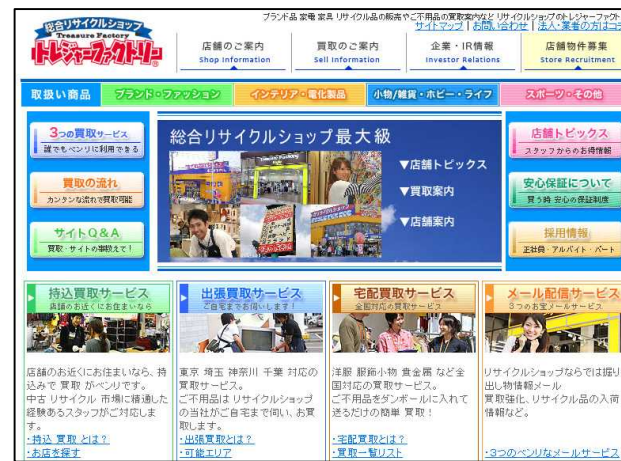 ブランド品 家電 家具 リサイクル品の販売やご不用品の買取案内など リサイクルショップのトレジャーファクト
総合リサイクルショップ
Treasure Factory
トレジャーファクトリー
サイトマップ | お問い合わせ | 法人・業者の方はコチ
店舗のご案内
Shop Information
買取のご案内
Sell Information
企業・IR情報
Investor Relations
店舗物件募集
Store Recruitment
取扱い商品
ブランド・ファッション
インテリア・電化製品
小物/雑貨・ホビー・ライフ
スポーツ・その他
3つの買取サービス
誰でもベンリに利用できる
買取の流れ
カンタンな流れで買取可能
サイトQ&A
買取・サイトの事教えて!
総合リサイクルショップ最大級
▼店舗トピックス
▼買取案内
▼店舗案内
店舗トピックス
スタッフからのお得情報
安心保証について
買う時 安心の保証制度
採用情報
正社員・アルバイト・パート
持込買取サービス
店舗のお近くにお住まいなら
店舗のお近くにお住まいなら、持
込みで 買取 がベンリです。
中古 リサイクル 市場に精通した
経験あるスタッフがご対応しま
す。
・持込 買取 とは?
・お店を探す
出張買取サービス
ご自宅までお伺いします!
東京 埼玉 神奈川 千葉 対応の
買取サービス。
ご不用品は リサイクルショップ
の当社がご自宅まで伺い、お買
取します。
・出張買取とは?
・可能エリア
宅配買取サービス
全国対応の買取サービス
洋服 服飾小物 貴金属 など全
国対応の買取サービス。
ご不用品をダンボールに入れて
送るだけの簡単 買取!
・宅配買取とは?
・買取一覧リスト
メール配信サービス
3つのお宝メールサービス
リサイクルショップならでは掘り
出し物情報メール
買取強化、リサイクル品の入荷
情報など。
・3つのベンリなメールサービス